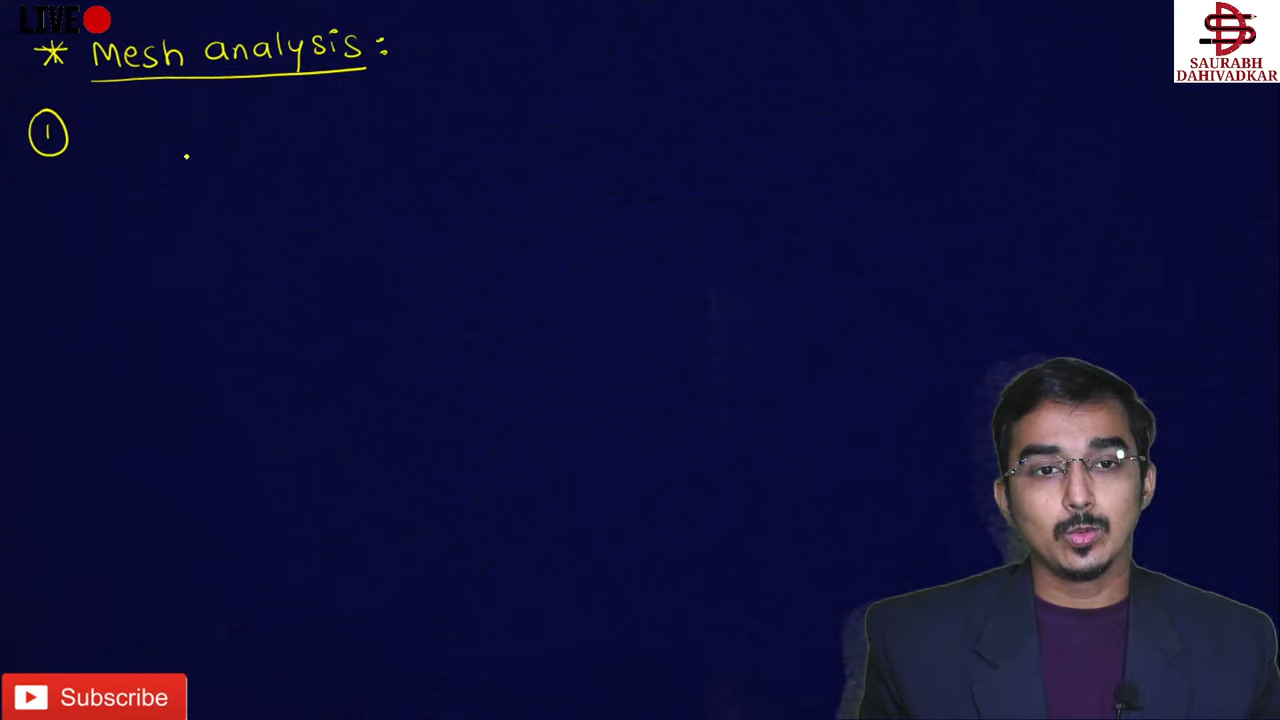 LIVE
* Mesh analysis:
1
SAURABH
DAHIVADKAR
Subscribe